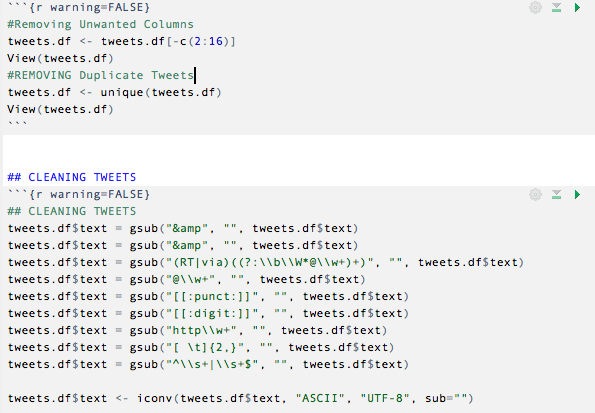 ```{r warning=FALSE}
#Removing Unwanted Columns
tweets.df <- tweets.df[-c(2:16)]
View(tweets.df)
#REMOVING Duplicate Tweets
tweets.df <- unique(tweets.df)
View(tweets.df)
```
## CLEANING TWEETS
```{r warning=FALSE}
## CLEANING TWEETS
tweets.df$text = gsub("&amp", "", tweets.df$text)
tweets.df$text = gsub("&amp", "", tweets.df$text)
tweets.df$text = gsub("(RT|via)((?:\\b\\W*@\\w+)+)", "", tweets.df$text)
tweets.df$text = gsub("@\\w+", "", tweets.df$text)
tweets.df$text = gsub("[[:punct:]]", "", tweets.df$text)
tweets.df$text = gsub("[[:digit:]]", "", tweets.df$text)
tweets.df$text = gsub("http\\w+", "", tweets.df$text)
tweets.df$text = gsub("[ \t]{2,}", "", tweets.df$text)
tweets.df$text = gsub("^\\s+|\\s+$", "", tweets.df$text)
tweets.df$text <- iconv(tweets.df$text, "ASCII", "UTF-8", sub="")